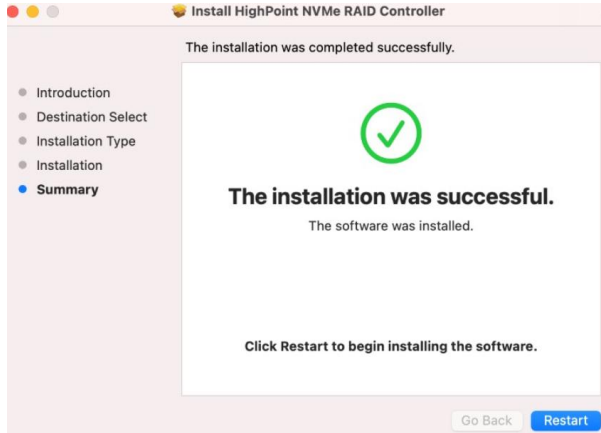 Install HighPoint NVMe RAID Controller
The installation was completed successfully.
Introduction
Destination Select
Installation Type
Installation
Summary
The installation was successful.
The software was installed.
Click Restart to begin installing the software.
Go Back
Restart